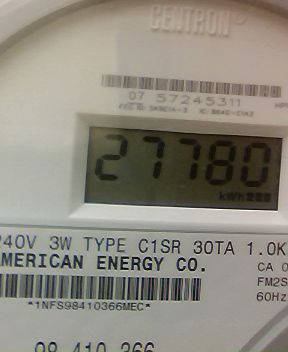 CENTRON®
07 57245311
27780
kWh
240V 3W TYPE C1SR 30TA 1.0K
AMERICAN ENERGY CO.
CA 0
FM2S
60Hz
*1NFS98410366MEC*
98 410 366